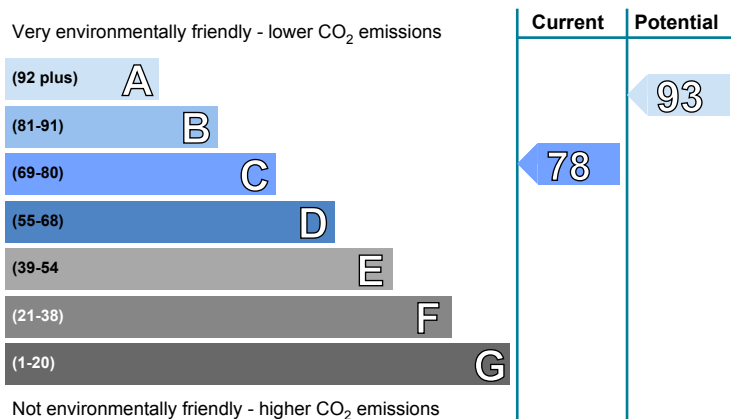 Very environmentally friendly - lower CO₂ emissions
Current
Potential
(92 plus) A
93
(81-91) B
(69-80) C
78
(55-68) D
(39-54 E
(21-38) F
(1-20) G
Not environmentally friendly - higher CO₂ emissions